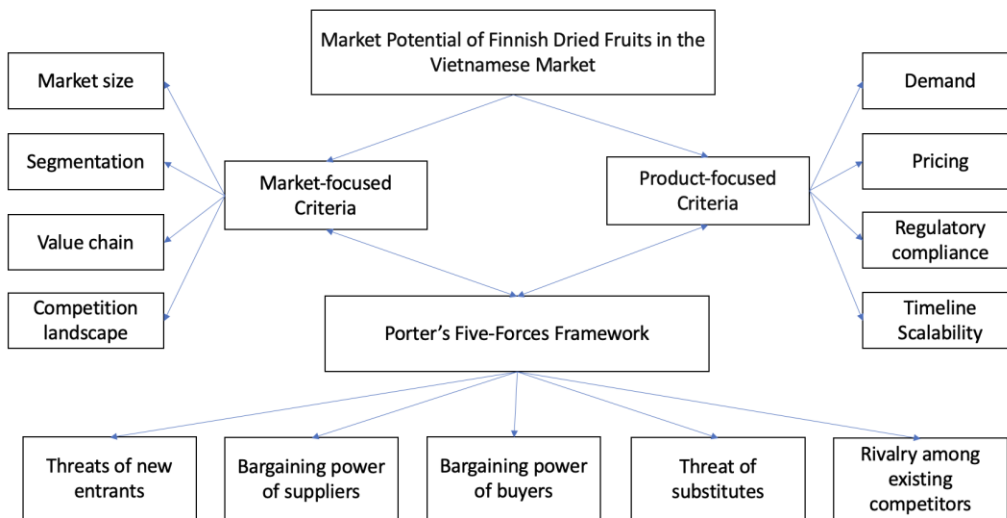 Market Potential of Finnish Dried Fruits in the
Vietnamese Market
Market size
Segmentation
Value chain
Competition
landscape
Market-focused
Criteria
Product-focused
Criteria
Demand
Pricing
Regulatory
compliance
Timeline
Scalability
Porter’s Five-Forces Framework
Threats of new
entrants
Bargaining power
of suppliers
Bargaining power
of buyers
Threat of
substitutes
Rivalry among
existing
competitors